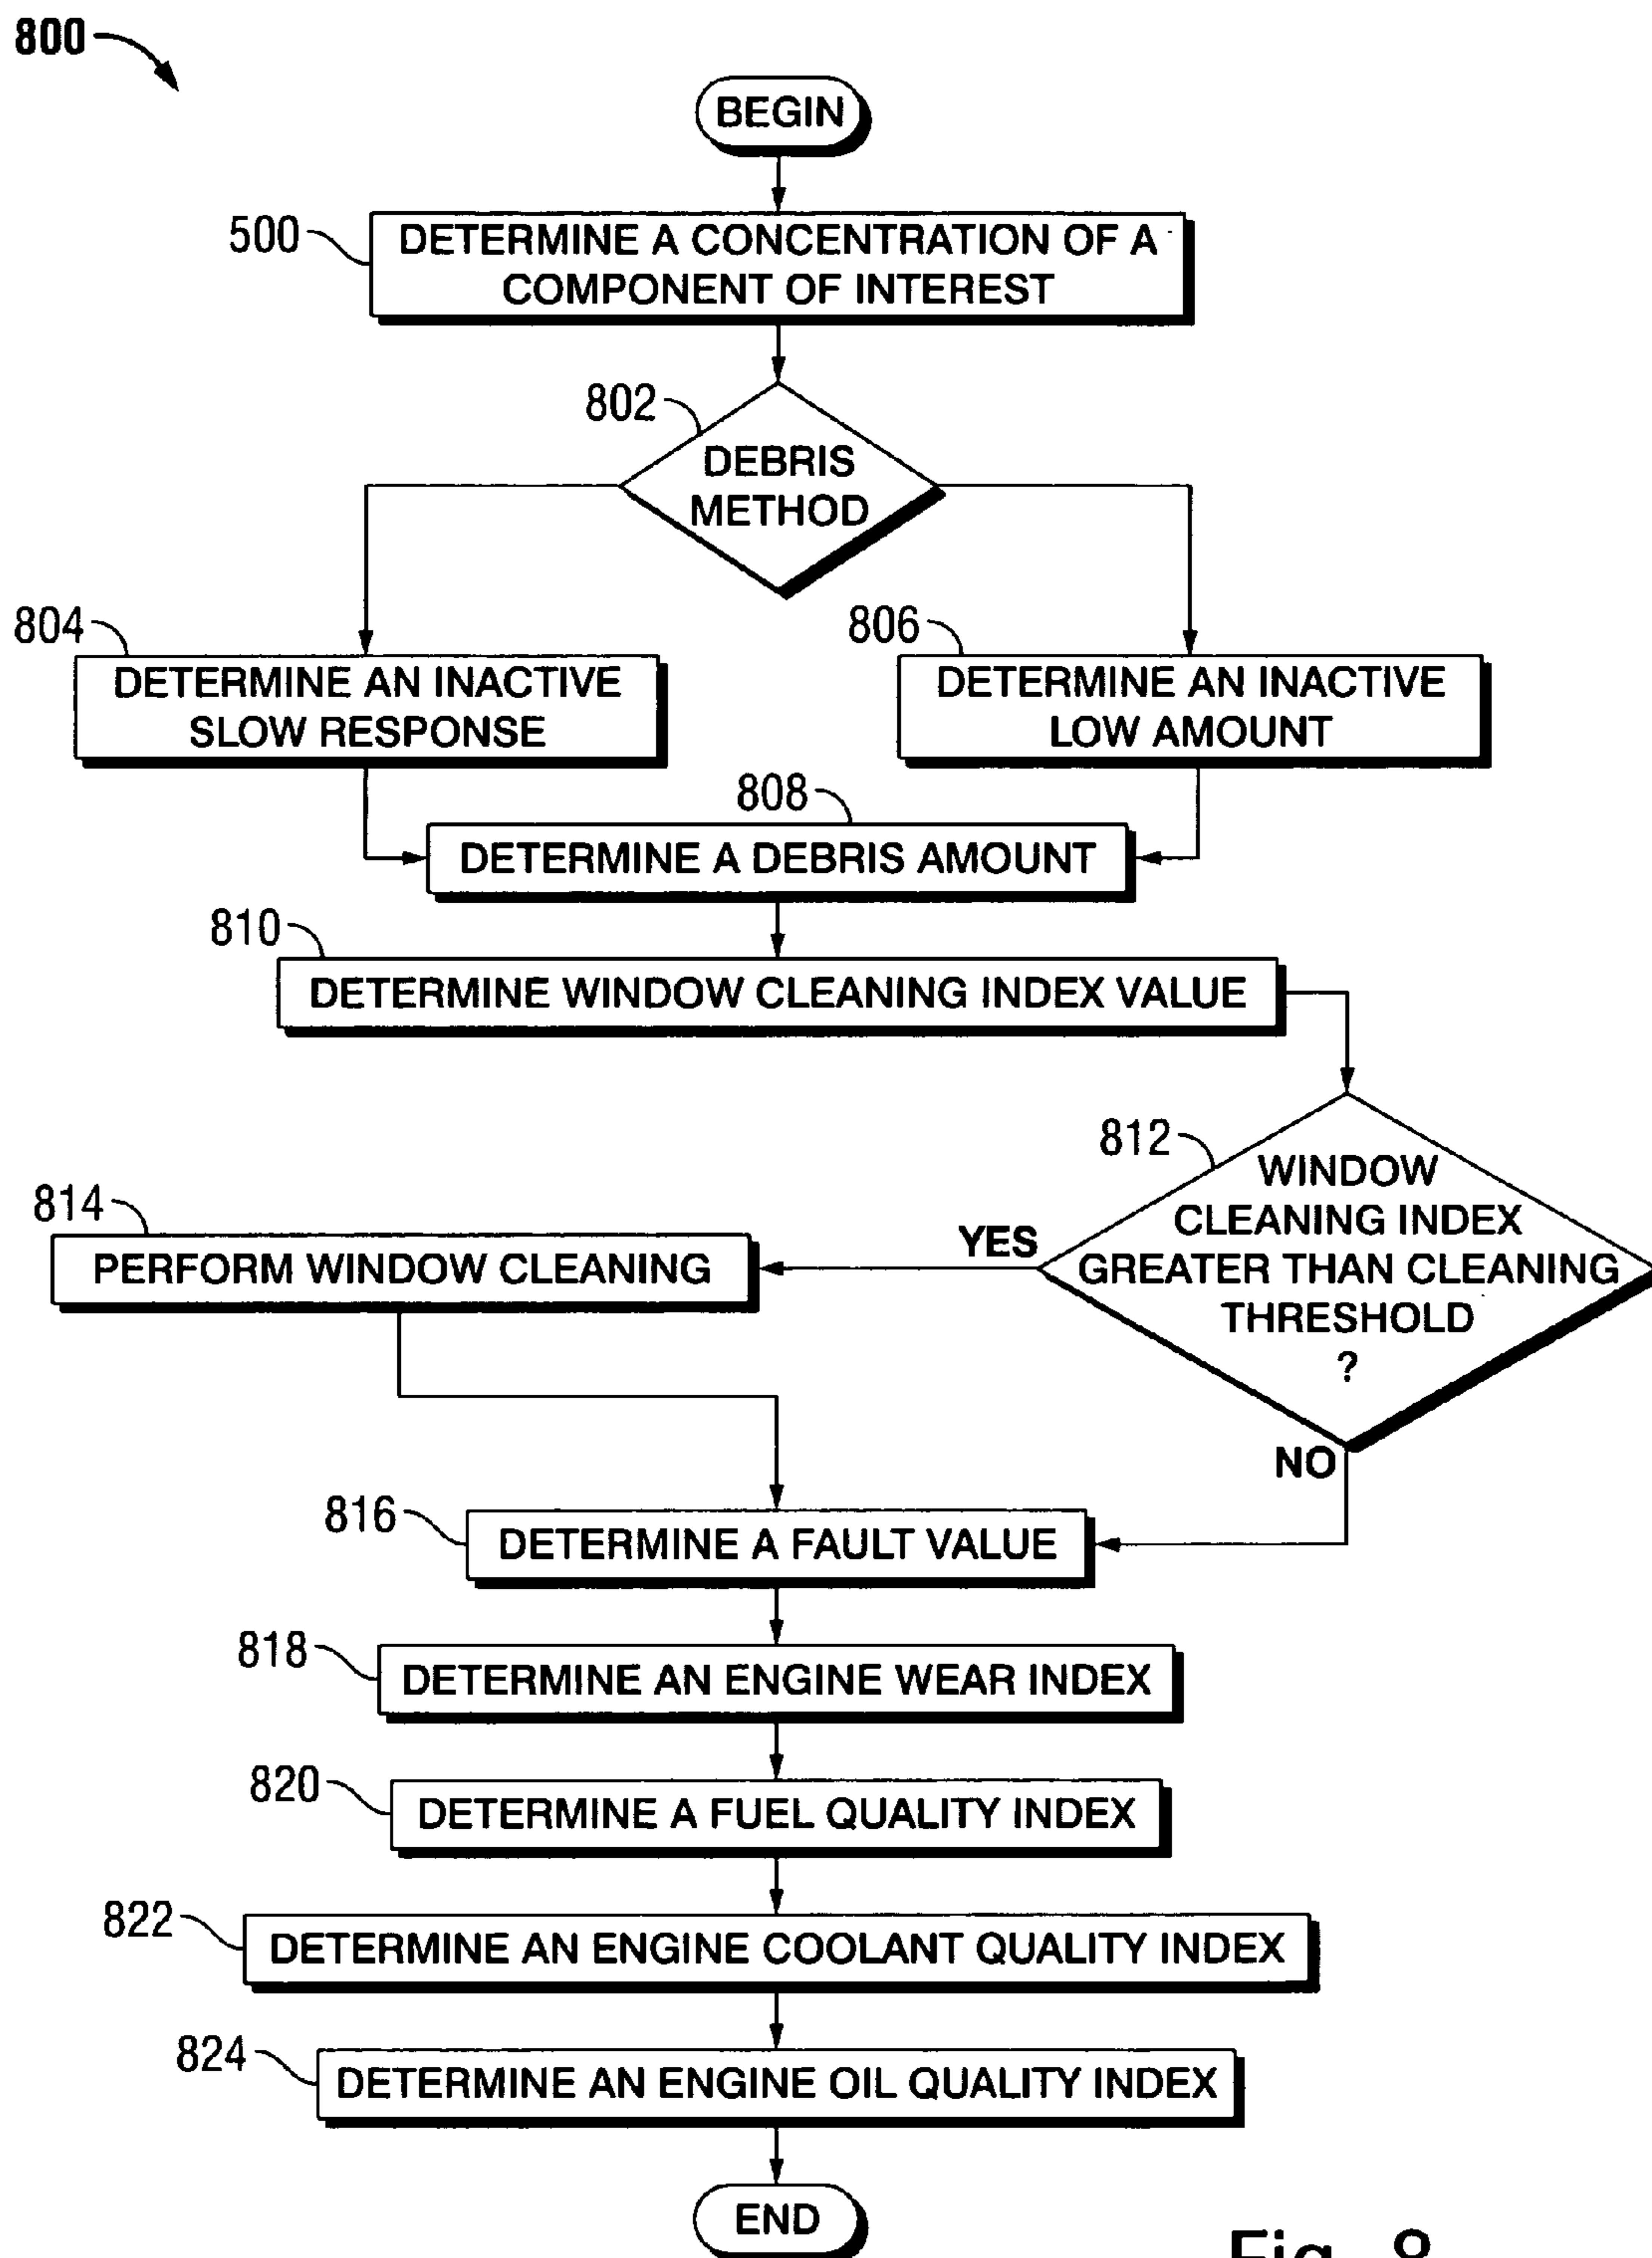 800
BEGIN
500
DETERMINE A CONCENTRATION OF A
COMPONENT OF INTEREST
802
DEBRIS
METHOD
804
DETERMINE AN INACTIVE
SLOW RESPONSE
806
DETERMINE AN INACTIVE
LOW AMOUNT
808
DETERMINE A DEBRIS AMOUNT
810
DETERMINE WINDOW CLEANING INDEX VALUE
812
WINDOW
CLEANING INDEX
GREATER THAN CLEANING
THRESHOLD
?
YES
814
PERFORM WINDOW CLEANING
NO
816
DETERMINE A FAULT VALUE
818
DETERMINE AN ENGINE WEAR INDEX
820
DETERMINE A FUEL QUALITY INDEX
822
DETERMINE AN ENGINE COOLANT QUALITY INDEX
824
DETERMINE AN ENGINE OIL QUALITY INDEX
END
Fig. 8